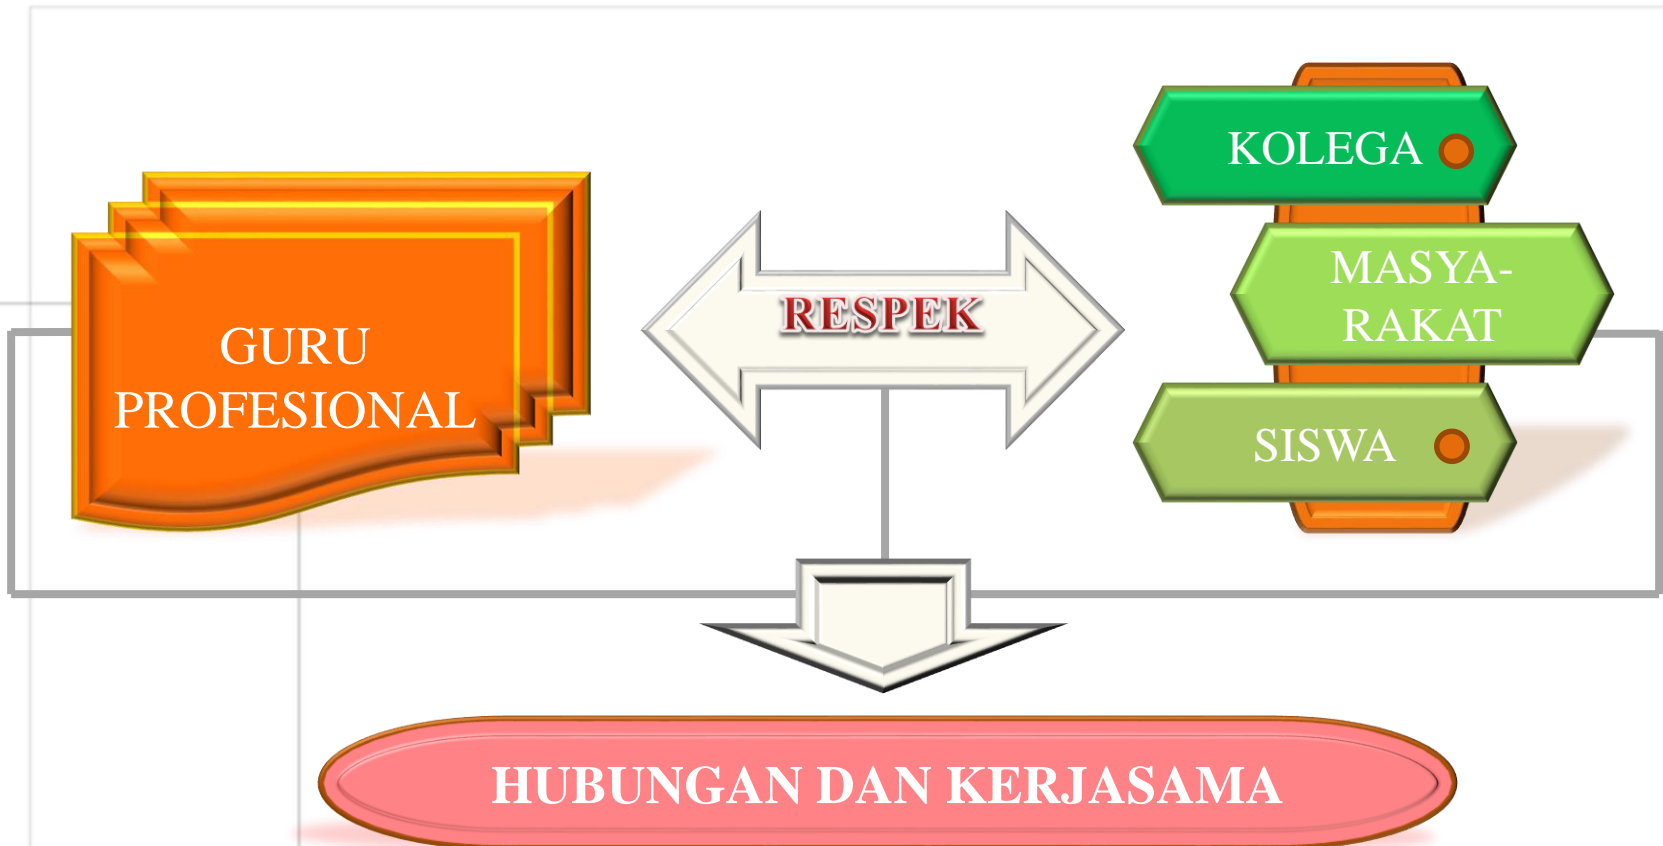 GURU
PROFESIONAL
RESPEK
KOLEGA
MASYA-
RAKAT
SISWA
HUBUNGAN DAN KERJASAMA